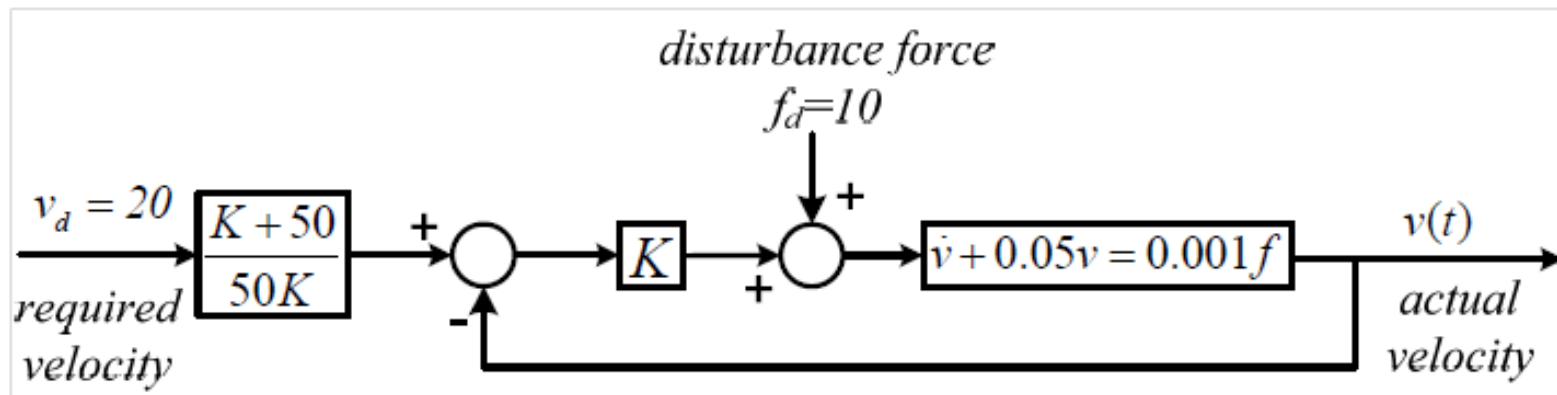 disturbance force
f_d=10
v_d = 20
K + 50
50K
+
-
K
+
+
v̇ + 0.05v = 0.001f
v(t)
required
velocity
actual
velocity